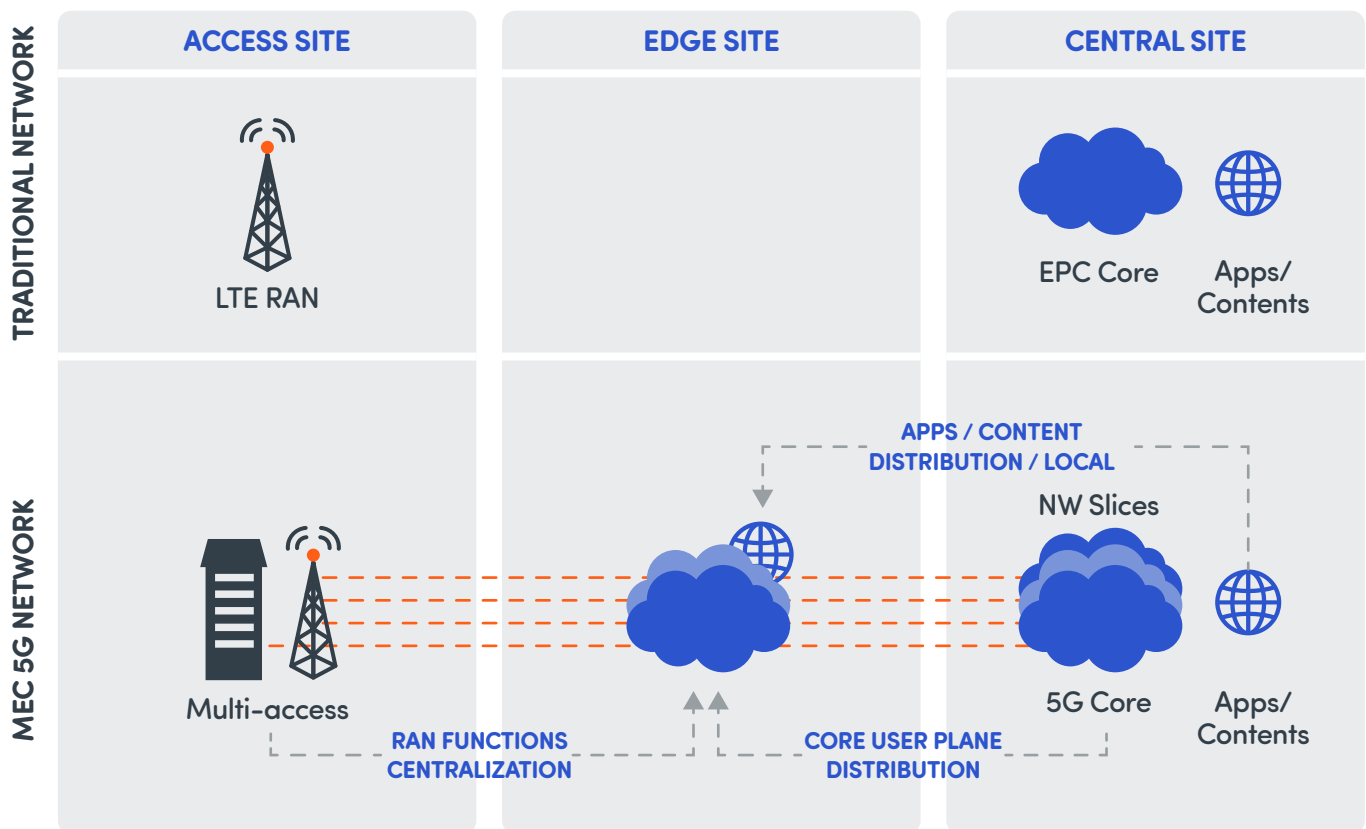 ACCESS SITE
EDGE SITE
CENTRAL SITE
TRADITIONAL NETWORK
LTE RAN
EPC Core
Apps/
Contents
MEC 5G NETWORK
APPS / CONTENT
DISTRIBUTION / LOCAL
NW Slices
Multi-access
5G Core
Apps/
Contents
RAN FUNCTIONS
CENTRALIZATION
CORE USER PLANE
DISTRIBUTION